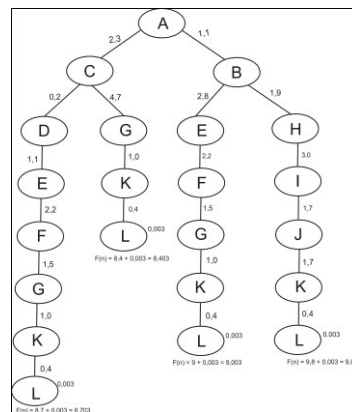 A
2,3 1,1
C B
0,2 4,7 2,8 1,9
D G E H
1,1 1,0 2,2 3,0
E K F I
2,2 0,4 1,5 1,7
F L 0,003 G J
F(n) = 8,4 + 0,003 = 8,403
1,5 1,0 1,7
G K K
1,0 0,4 0,4
K L 0,003 L 0,003
F(n) = 9 + 0,003 = 9,003 F(n) = 9,8 + 0,003 =
0,4
L 0,003
F(n) = 8,7 + 0,003 = 8,703